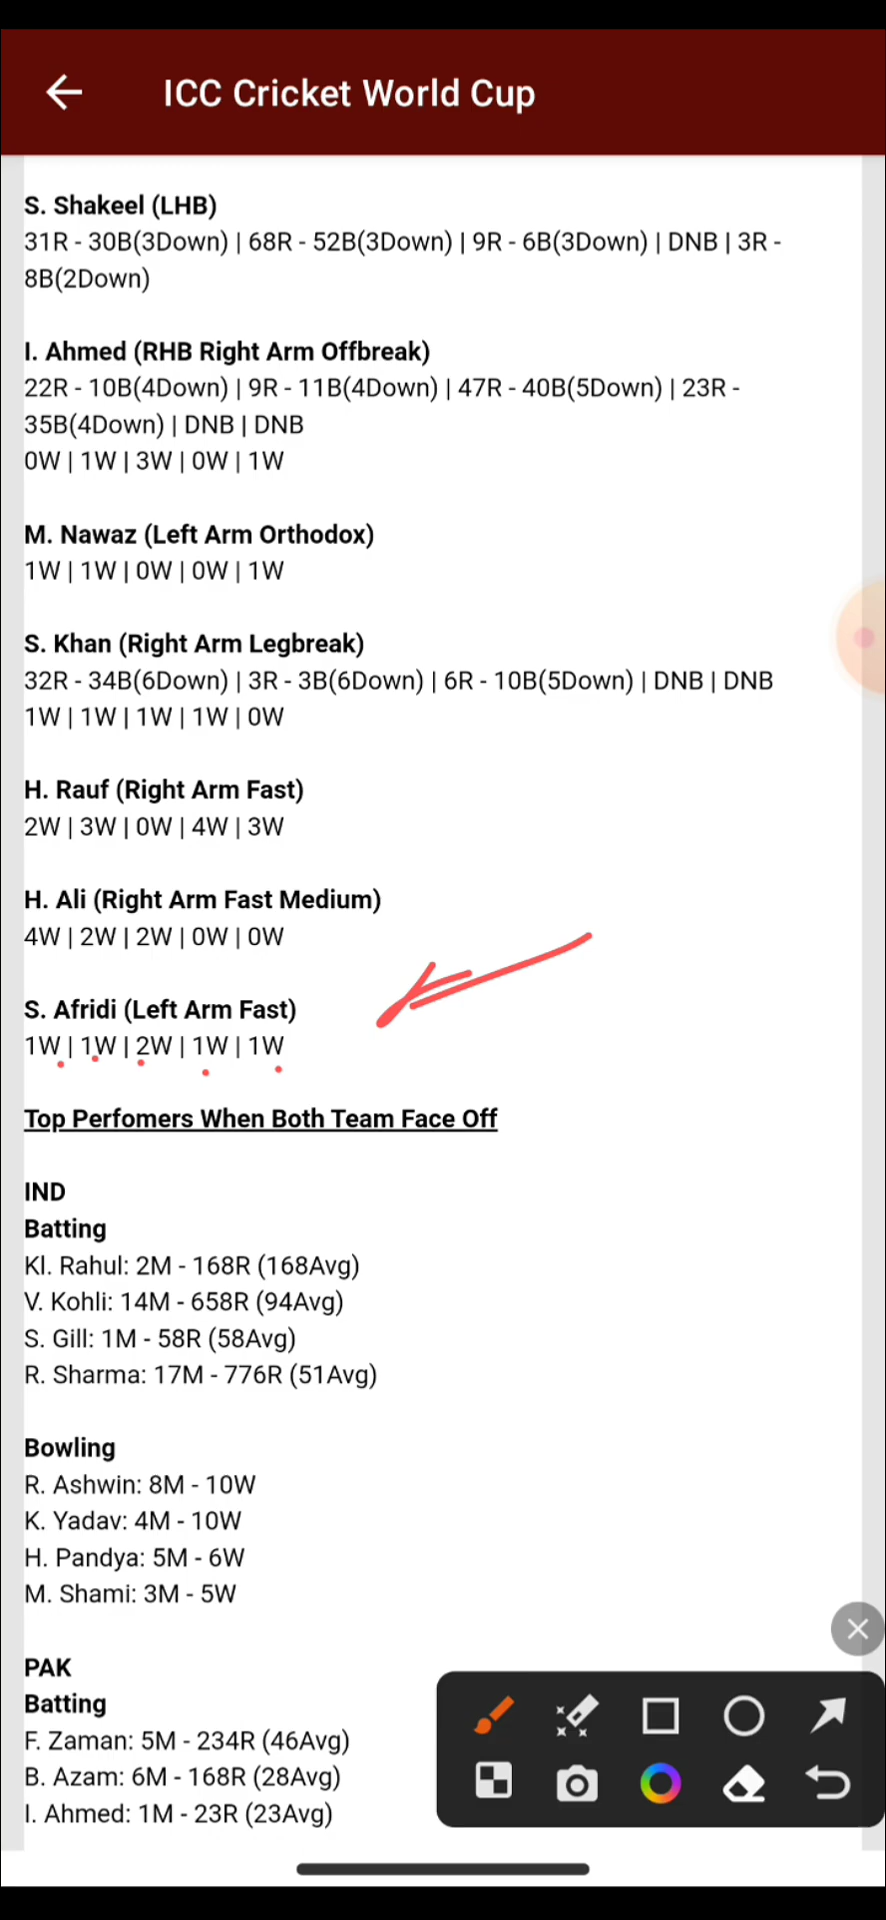 ICC Cricket World Cup
S. Shakeel (LHB)
31R - 30B(3Down) | 68R - 52B(3Down) | 9R - 6B(3Down) | DNB | 3R -
8B(2Down)
I. Ahmed (RHB Right Arm Offbreak)
22R - 10B(4Down) | 9R - 11B(4Down) | 47R - 40B(5Down) | 23R -
35B(4Down) | DNB | DNB
0W | 1W | 3W | 0W | 1W
M. Nawaz (Left Arm Orthodox)
1W | 1W | 0W | 0W | 1W
S. Khan (Right Arm Legbreak)
32R - 34B(6Down) | 3R - 3B(6Down) | 6R - 10B(5Down) | DNB | DNB
1W | 1W | 1W | 1W | 0W
H. Rauf (Right Arm Fast)
2W | 3W | 0W | 4W | 3W
H. Ali (Right Arm Fast Medium)
4W | 2W | 2W | 0W | 0W
S. Afridi (Left Arm Fast)
1W | 1W | 2W | 1W | 1W
Top Perfomers When Both Team Face Off
IND
Batting
Kl. Rahul: 2M - 168R (168Avg)
V. Kohli: 14M - 658R (94Avg)
S. Gill: 1M - 58R (58Avg)
R. Sharma: 17M - 776R (51Avg)
Bowling
R. Ashwin: 8M - 10W
K. Yadav: 4M - 10W
H. Pandya: 5M - 6W
M. Shami: 3M - 5W
PAK
Batting
F. Zaman: 5M - 234R (46Avg)
B. Azam: 6M - 168R (28Avg)
I. Ahmed: 1M - 23R (23Avg)